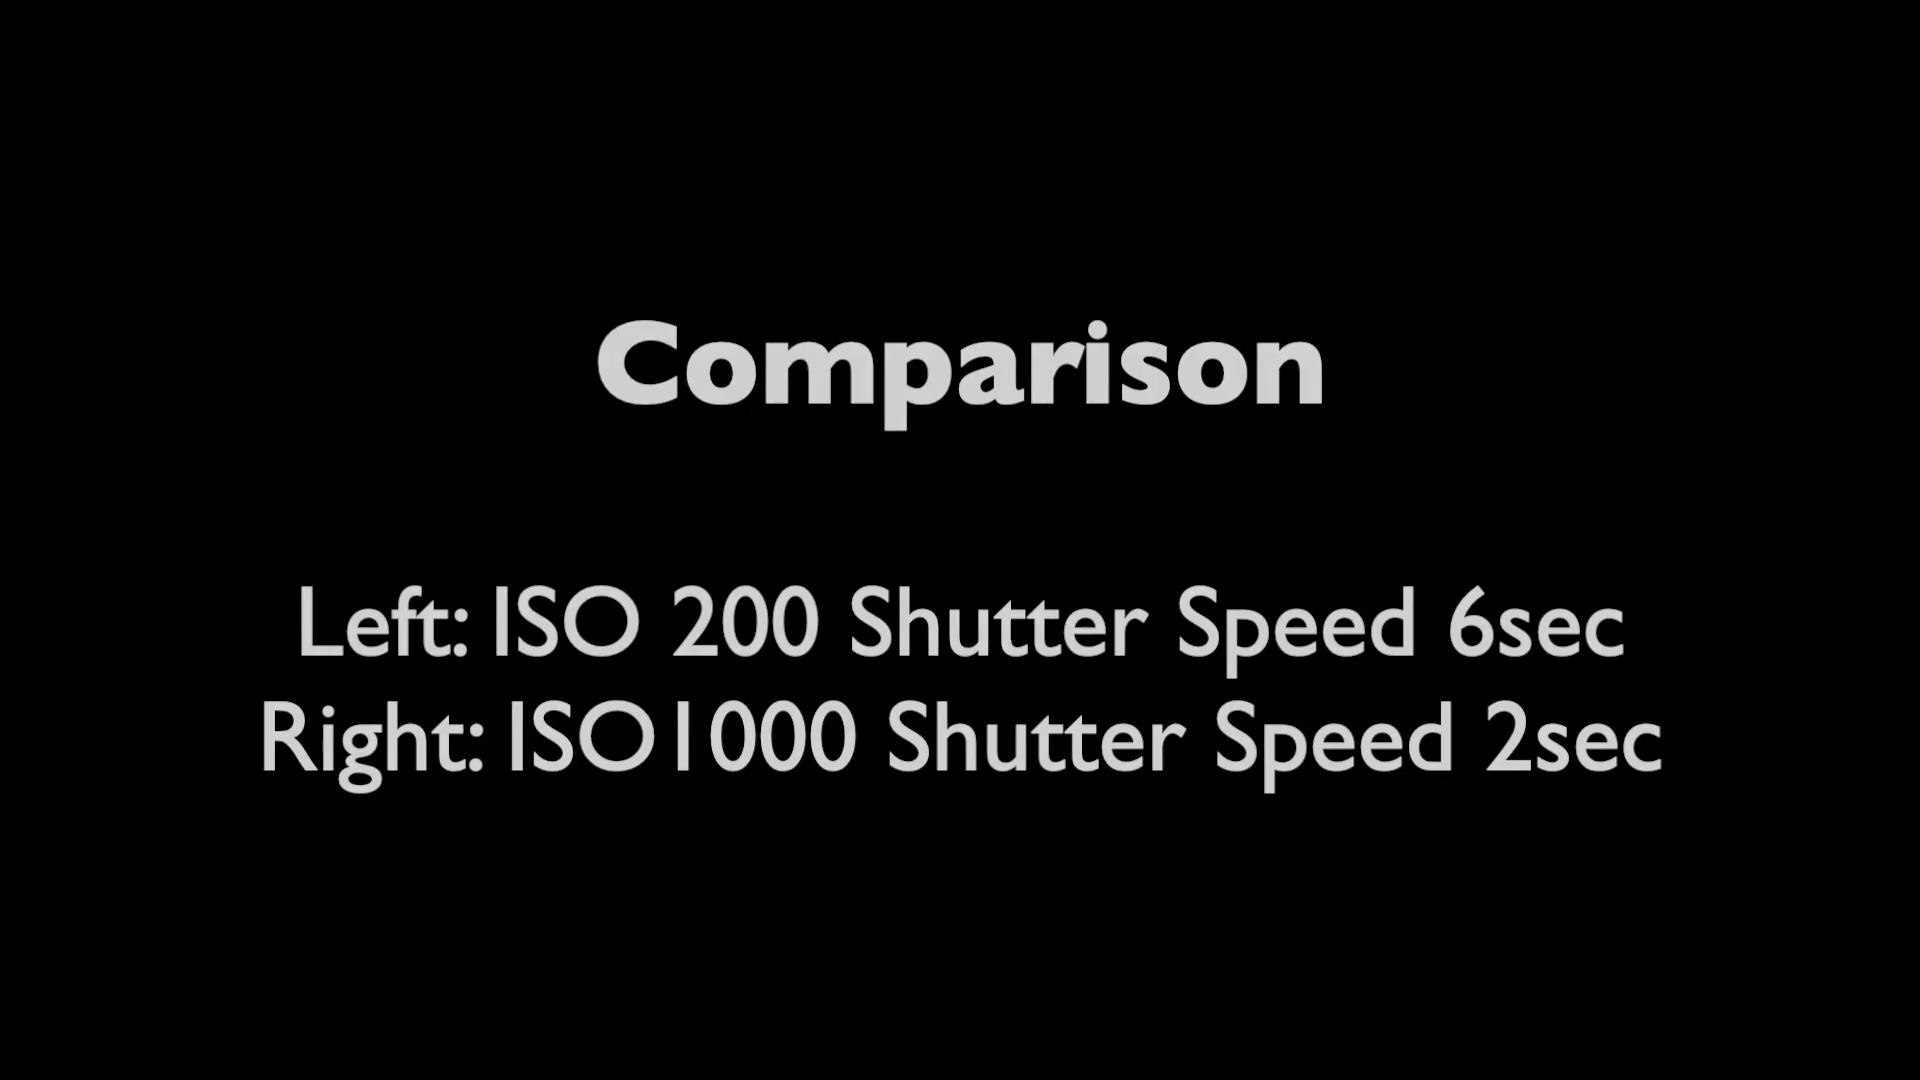 Comparison
Left: ISO 200 Shutter Speed 6sec
Right: ISO1000 Shutter Speed 2sec